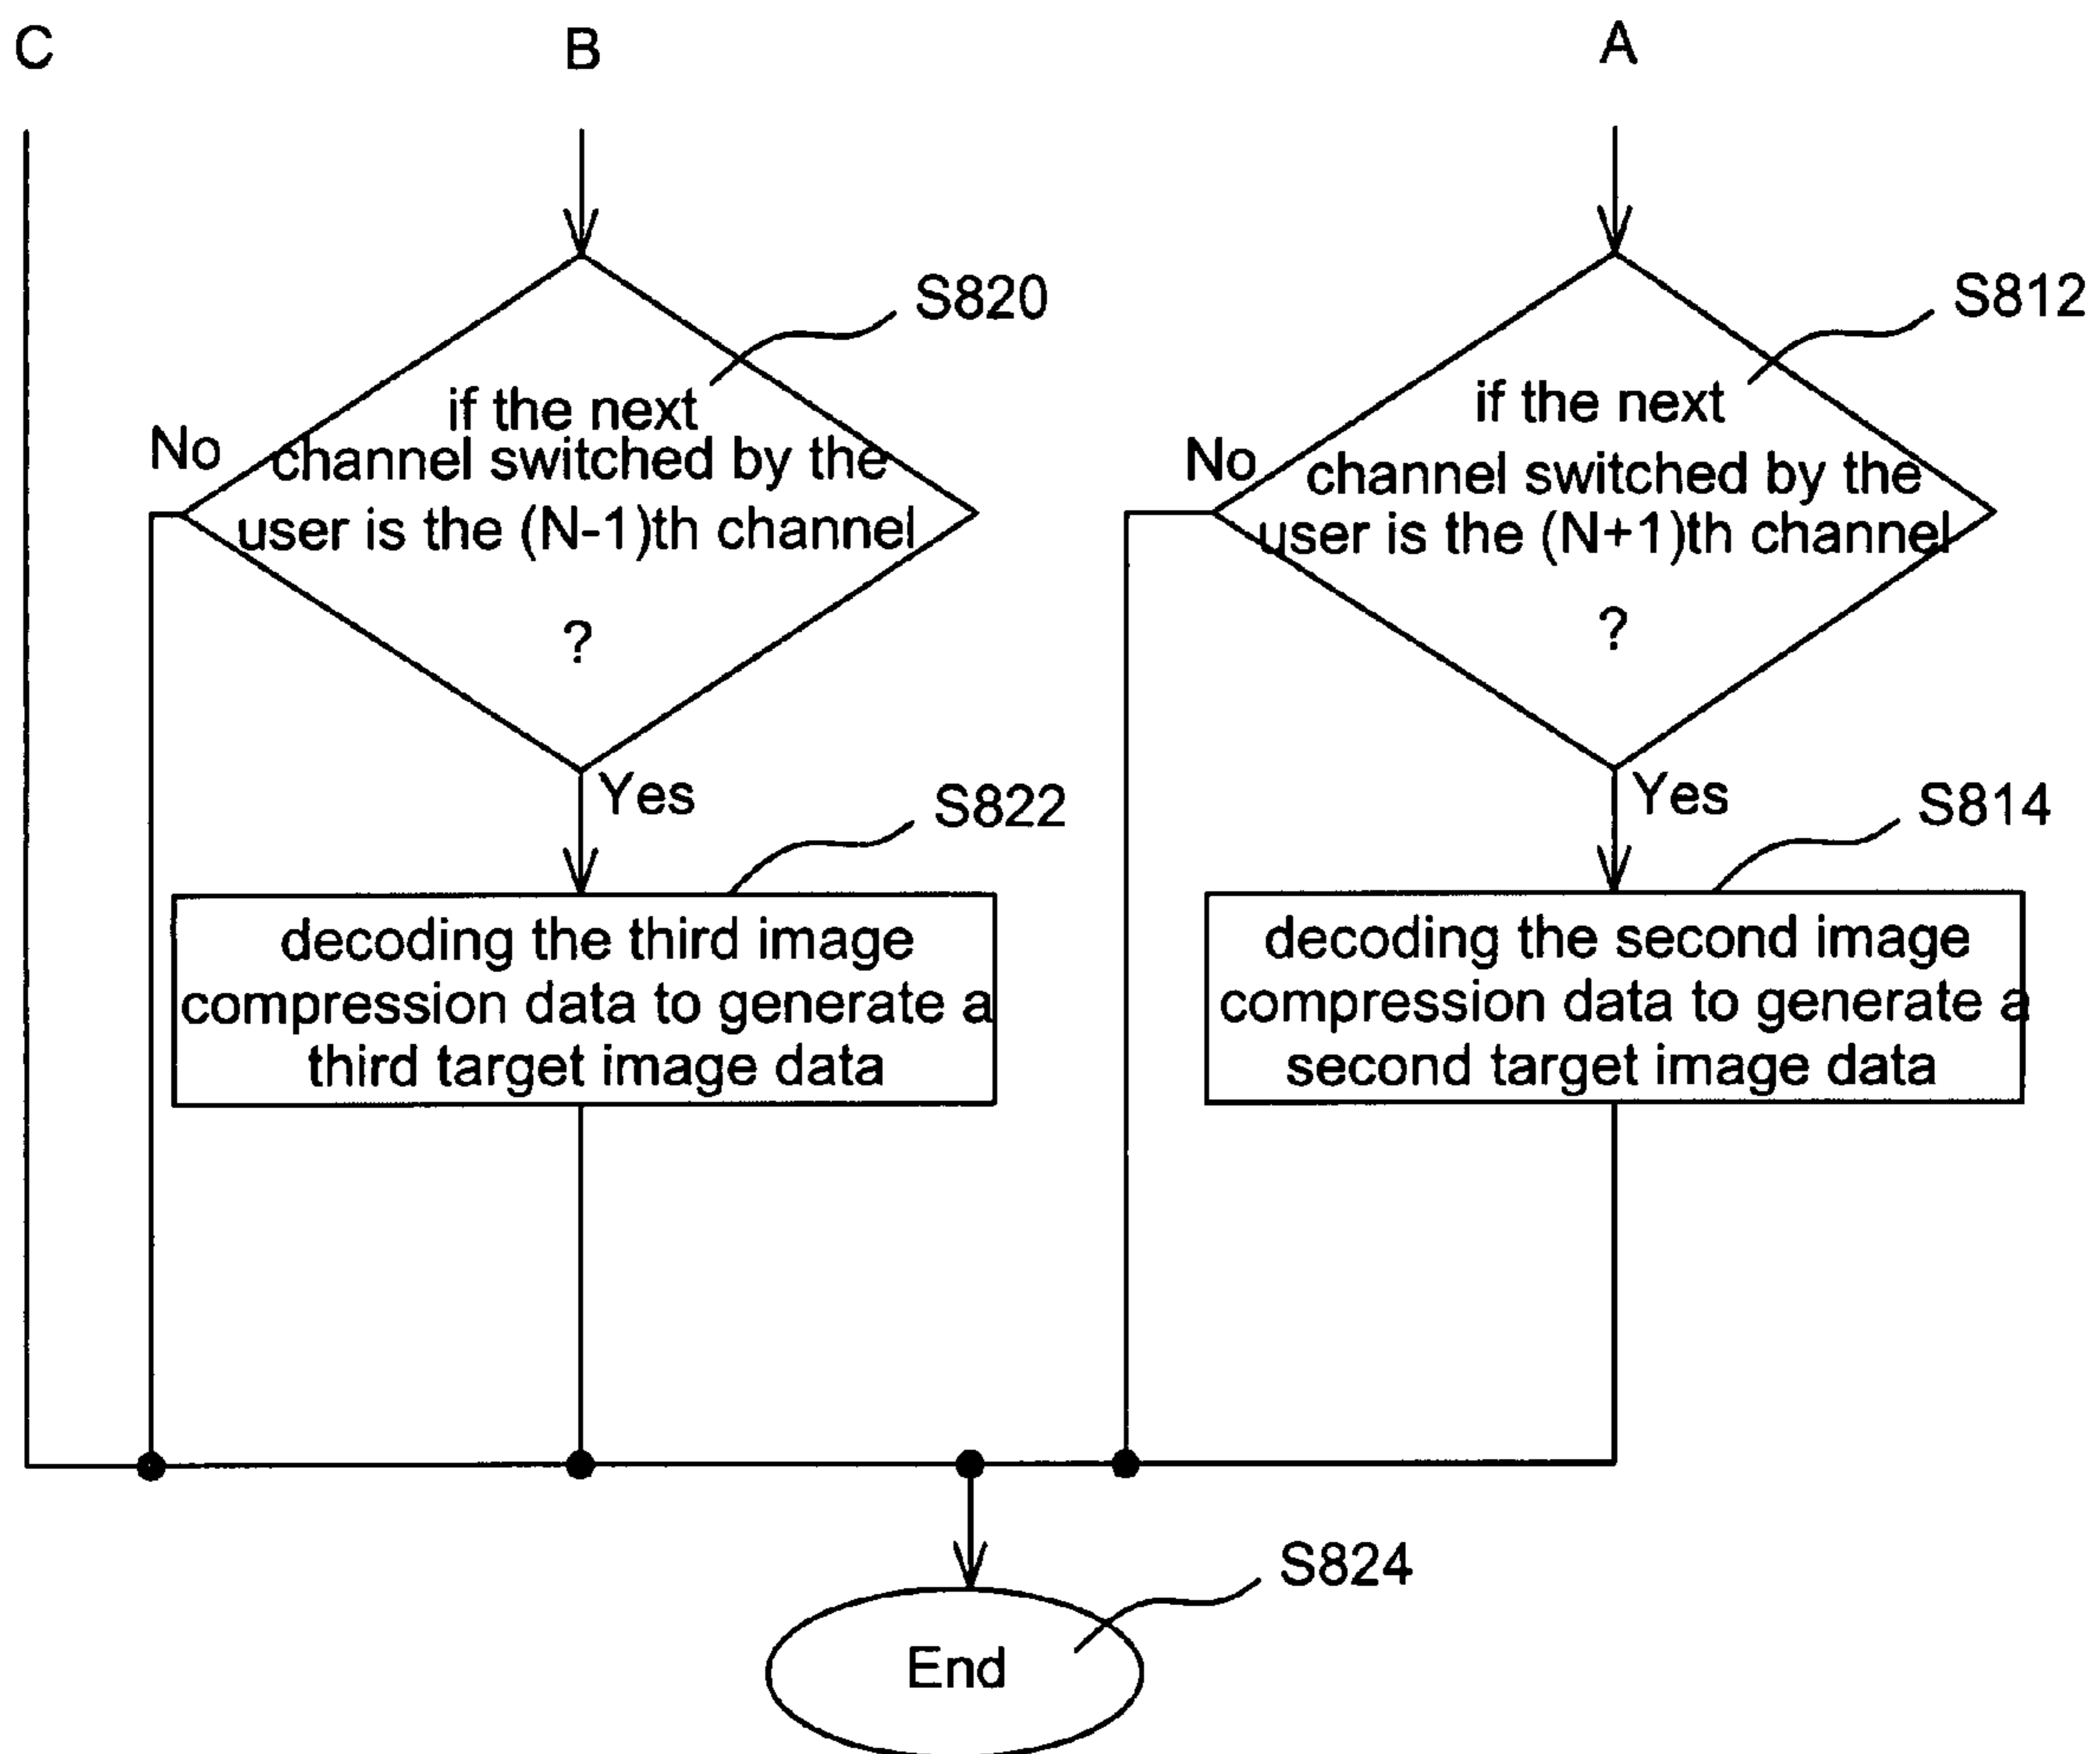 C
B
A
S820
S812
if the next
channel switched by the
user is the (N-1)th channel
?
No
Yes
if the next
channel switched by the
user is the (N+1)th channel
?
No
Yes
S822
S814
decoding the third image
compression data to generate a
third target image data
decoding the second image
compression data to generate a
second target image data
S824
End